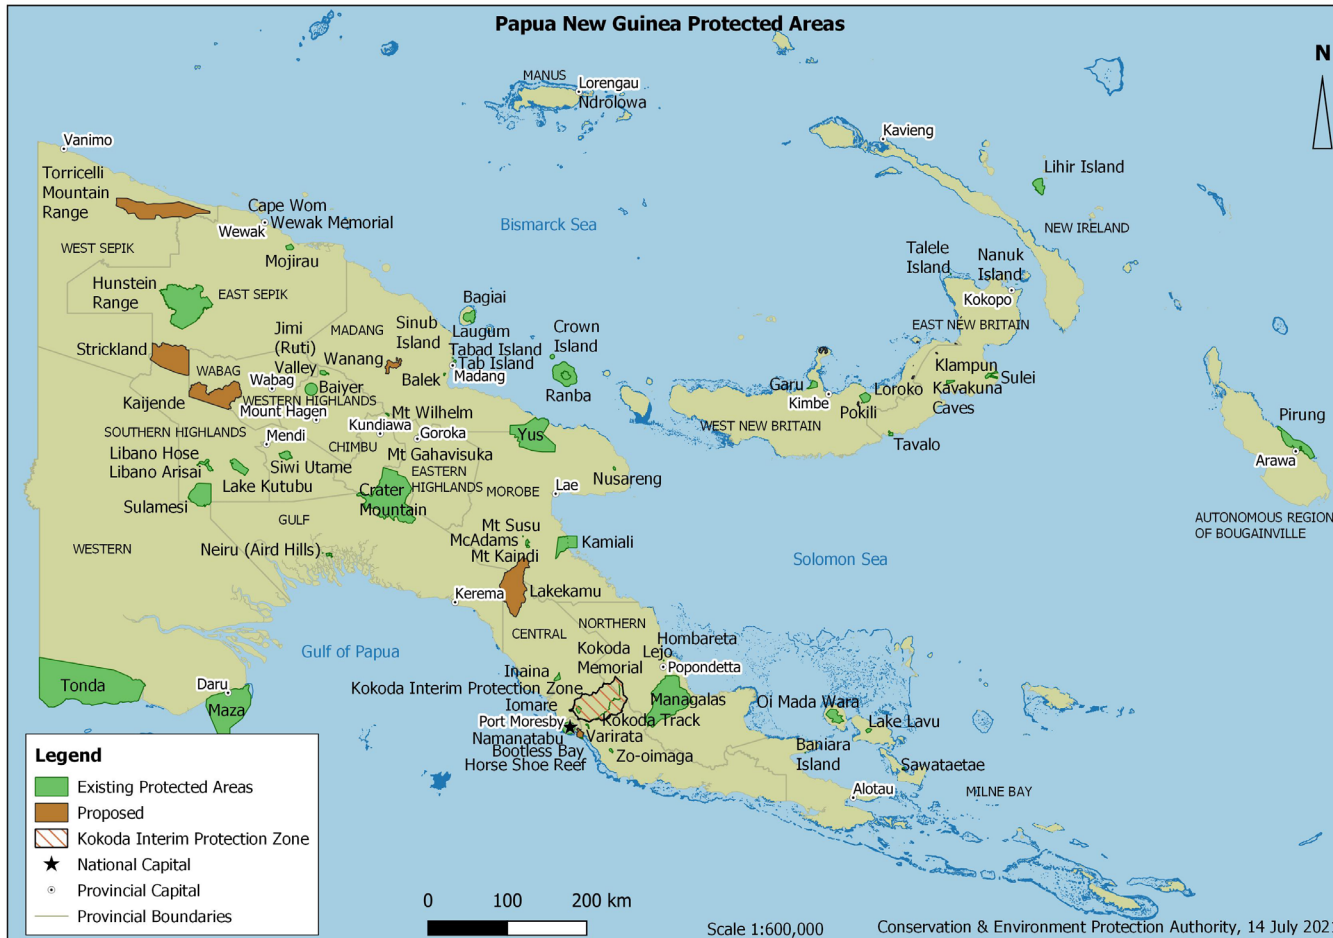 Papua New Guinea Protected Areas
N
MANUS
Lorengau
Ndrolowa
Vanimo
Kavieng
Torricelli
Mountain
Range
Lihir Island
Cape Wom
Wewak Memorial
Wewak
Bismarck Sea
NEW IRELAND
WEST SEPIK
Mojirau
Talele
Island
Nanuk
Island
Hunstein
Range
EAST SEPIK
Bagiai
Kokopo
Jimi
(Ruti)
Valley
MADANG
Sinub
Island
Laugum
Tabad Island
Tab Island
Crown
Island
EAST NEW BRITAIN
Strickland
WABAG
Wabag
Wanang
Balek
Madang
Klampun
Baiyer
Ranba
Garu
Loroko
Kavakuna
Caves
Sulei
Kaijende
WESTERN HIGHLANDS
Mount Hagen
Mt Wilhelm
Kimbe
Pokili
Pirung
SOUTHERN HIGHLANDS
Mendi
Kundiawa
Goroka
Yus
WEST NEW BRITAIN
CHIMBU
Tavalo
Libano Hose
Libano Arisai
Siwi Utame
Mt Gahavisuka
Arawa
EASTERN
HIGHLANDS
Lake Kutubu
Crater
Mountain
MOROBE
Lae
Nusareng
Sulamesi
GULF
Mt Susu
McAdams
Mt Kaindi
AUTONOMOUS REGION
OF BOUGAINVILLE
WESTERN
Neiru (Aird Hills)
Kamiali
Solomon Sea
Kerema
Lakekamu
CENTRAL
NORTHERN
Gulf of Papua
Kokoda
Memorial
Hombareta
Lejo
Popondetta
Inaina
Tonda
Daru
Maza
Kokoda Interim Protection Zone
Iomare
Managalas
Oi Mada Wara
Port Moresby
Kokoda Track
Lake Lavu
Namanatabu
Varirata
Bootless Bay
Horse Shoe Reef
Zo-oimaga
Baniara
Island
Sawataetae
Alotau
MILNE BAY
Legend
Existing Protected Areas
Proposed
Kokoda Interim Protection Zone
National Capital
Provincial Capital
Provincial Boundaries
0 100 200 km
Scale 1:600,000
Conservation & Environment Protection Authority, 14 July 2021